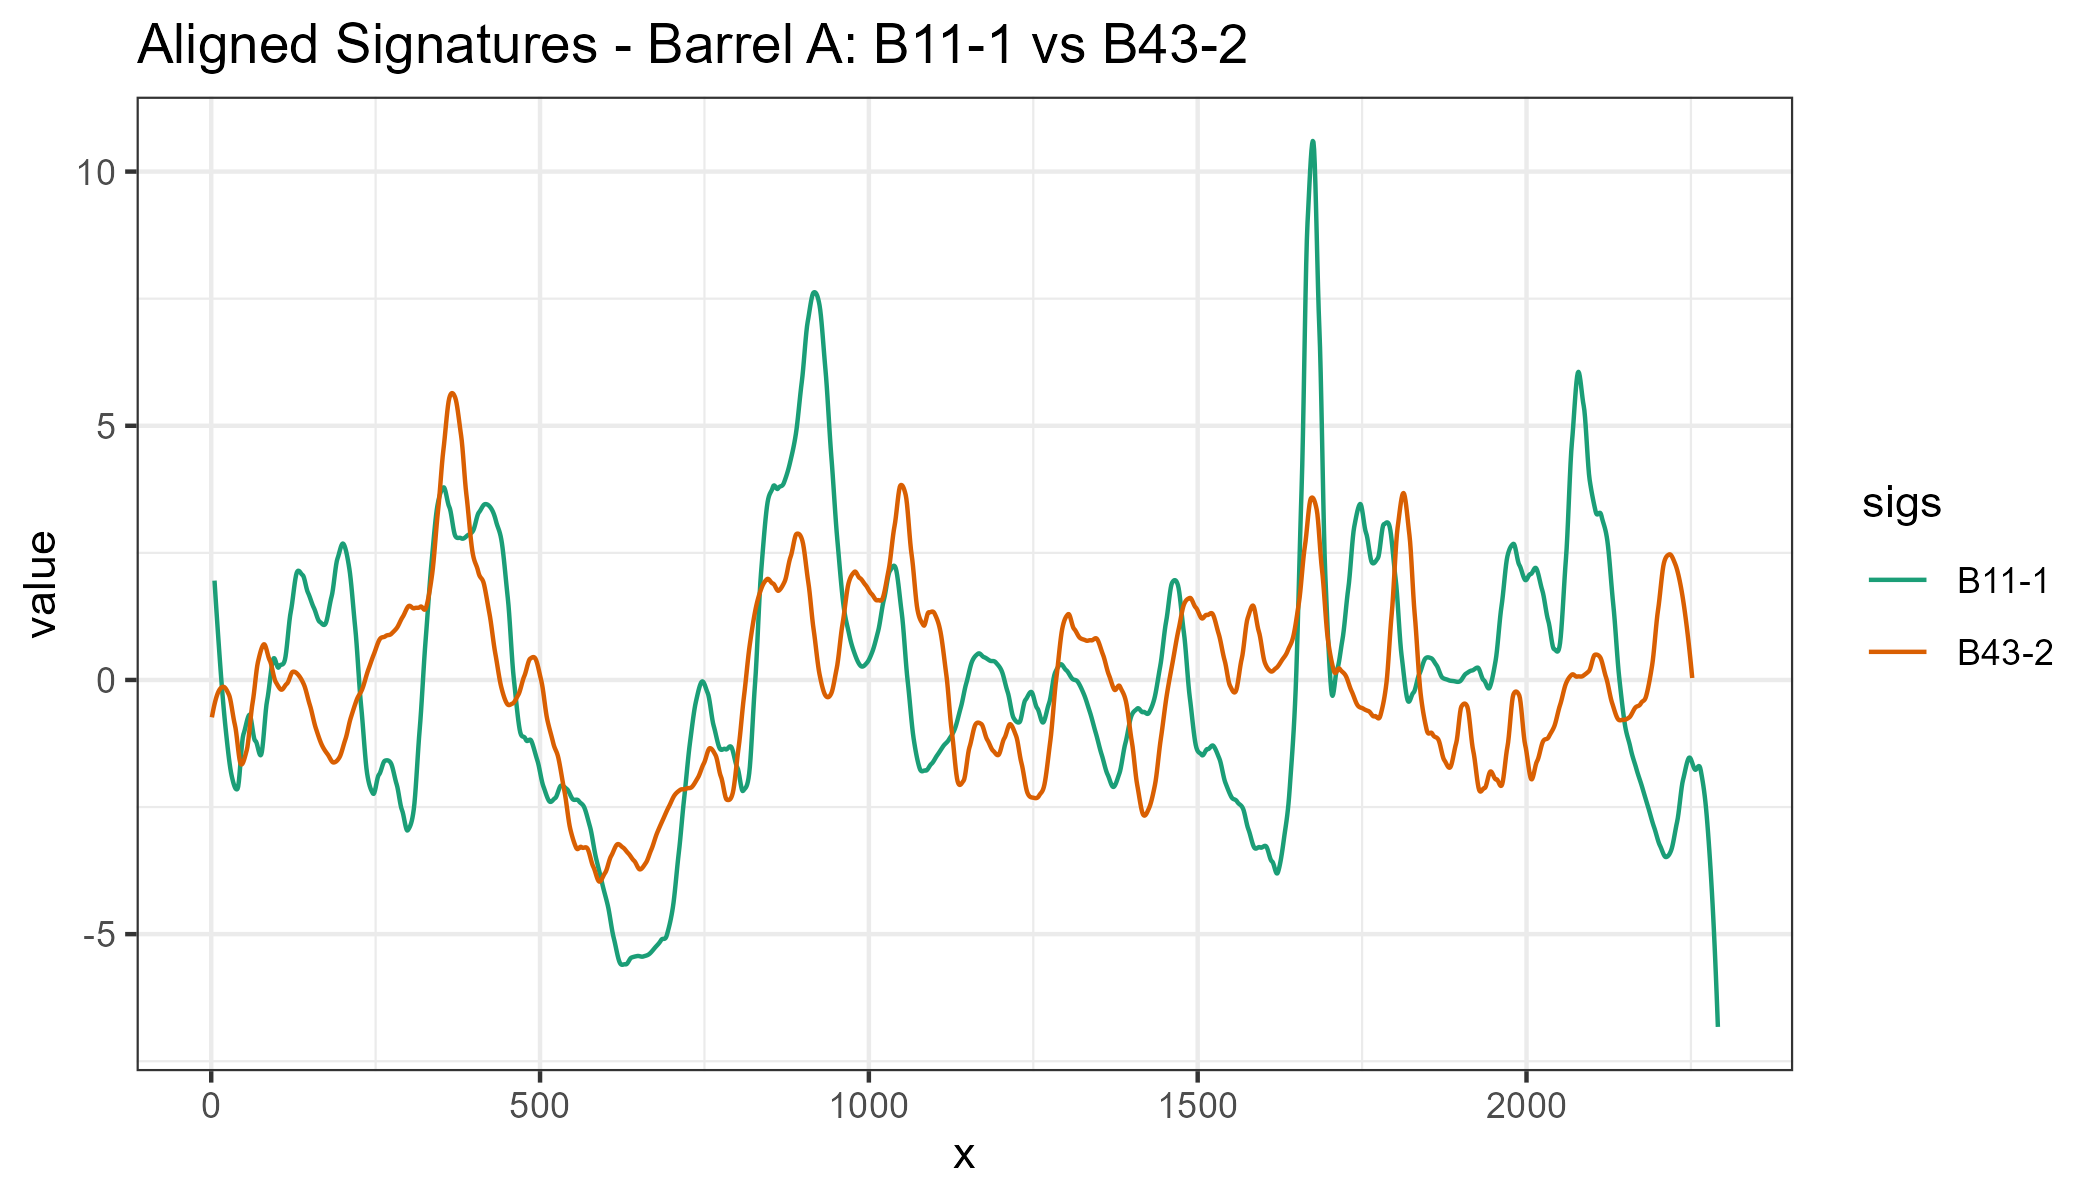 Aligned Signatures - Barrel A: B11-1 vs B43-2
10
5
0
-5
value
0 500 1000 1500 2000
x
sigs
B11-1
B43-2